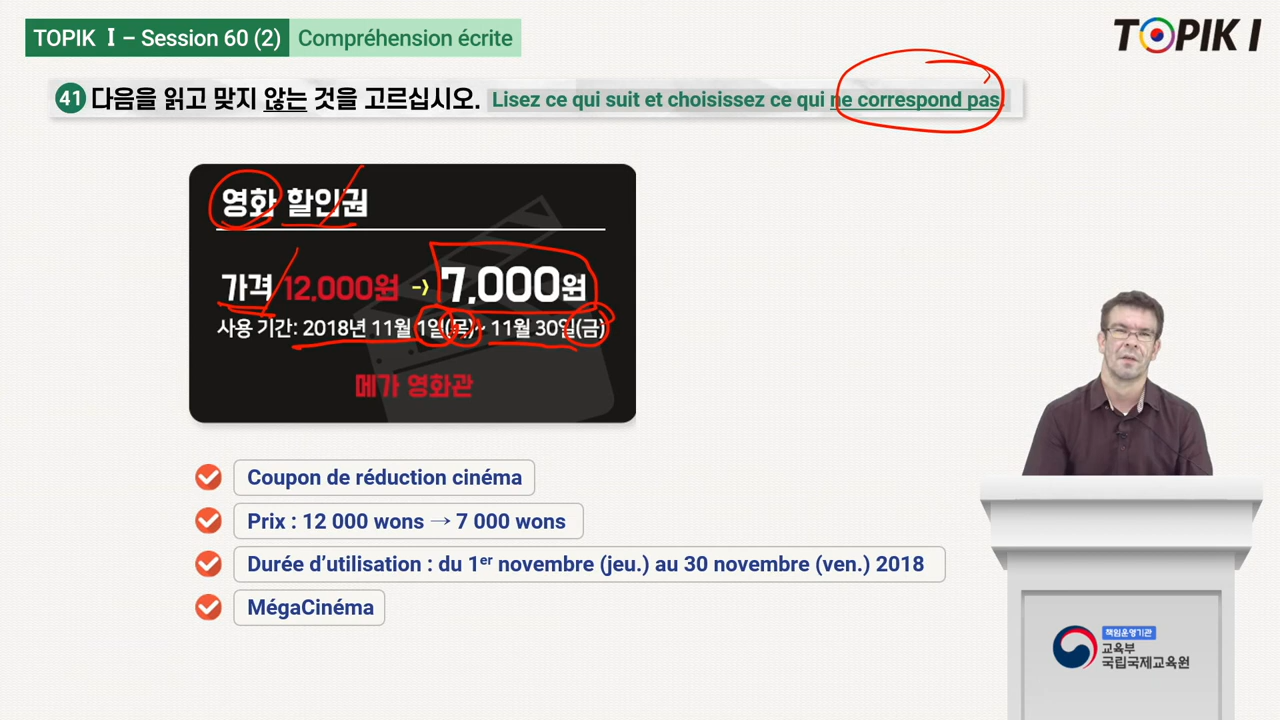 TOPIK I – Session 60 (2) Compréhension écrite
TOPIK I
41 다음을 읽고 맞지 않는 것을 고르십시오. Lisez ce qui suit et choisissez ce qui ne correspond pas.
영화 할인권
가격 12,000원 → 7,000원
사용 기간: 2018년 11월 1일(목)~ 11월 30일(금)
메가 영화관
Coupon de réduction cinéma
Prix : 12 000 wons → 7 000 wons
Durée d’utilisation : du 1er novembre (jeu.) au 30 novembre (ven.) 2018
MégaCinéma
책임운영기관
교육부
국립국제교육원